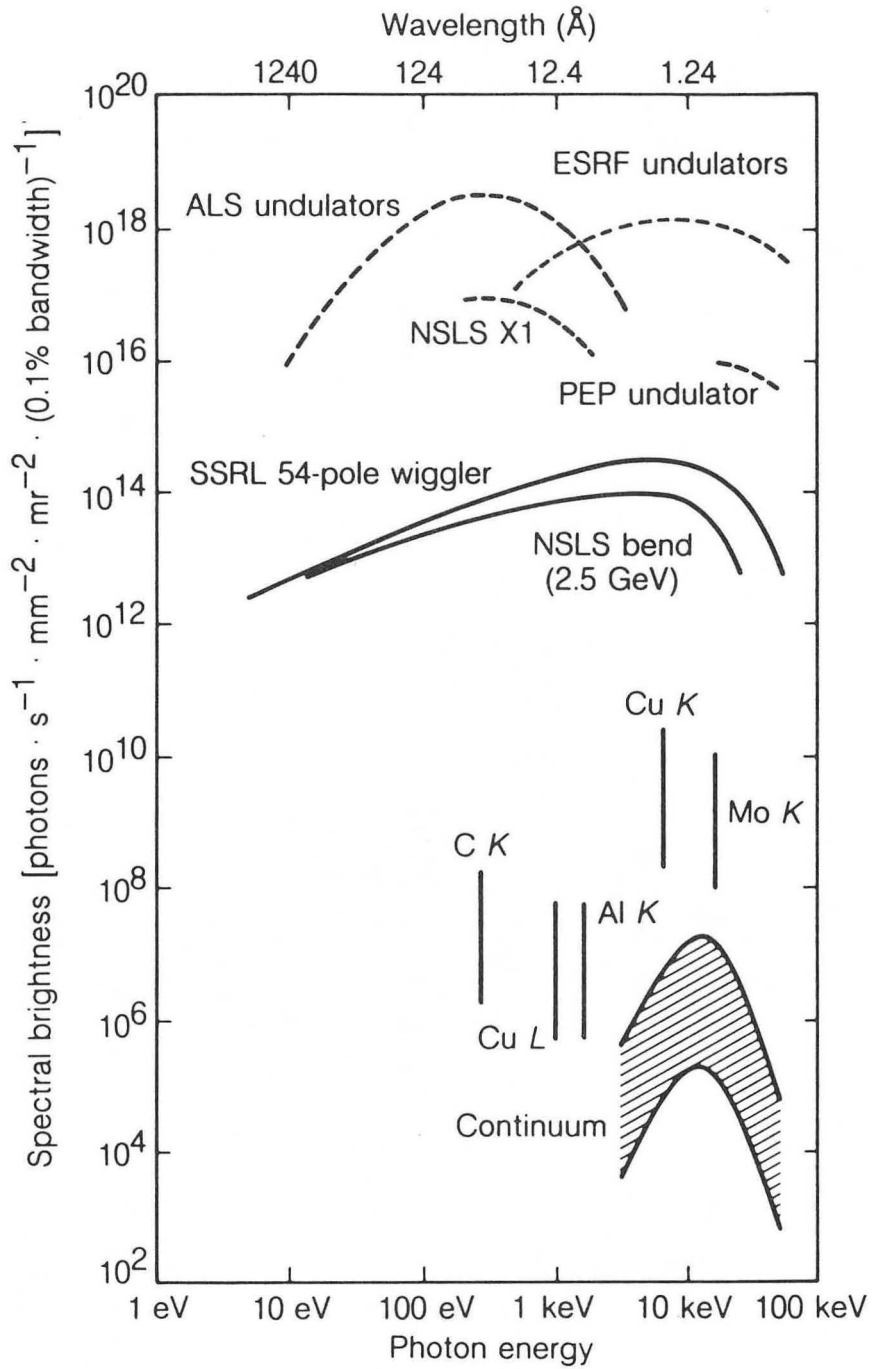 Wavelength (Å)
1240 124 12.4 1.24
10^20
10^18
10^16
10^14
10^12
10^10
10^8
10^6
10^4
10^2
Spectral brightness [photons · s^−1 · mm^−2 · mr^−2 · (0.1% bandwidth)^−1]
ESRF undulators
ALS undulators
NSLS X1
PEP undulator
SSRL 54-pole wiggler
NSLS bend
(2.5 GeV)
Cu K
Mo K
C K
Al K
Cu L
Continuum
1 eV 10 eV 100 eV 1 keV 10 keV 100 keV
Photon energy